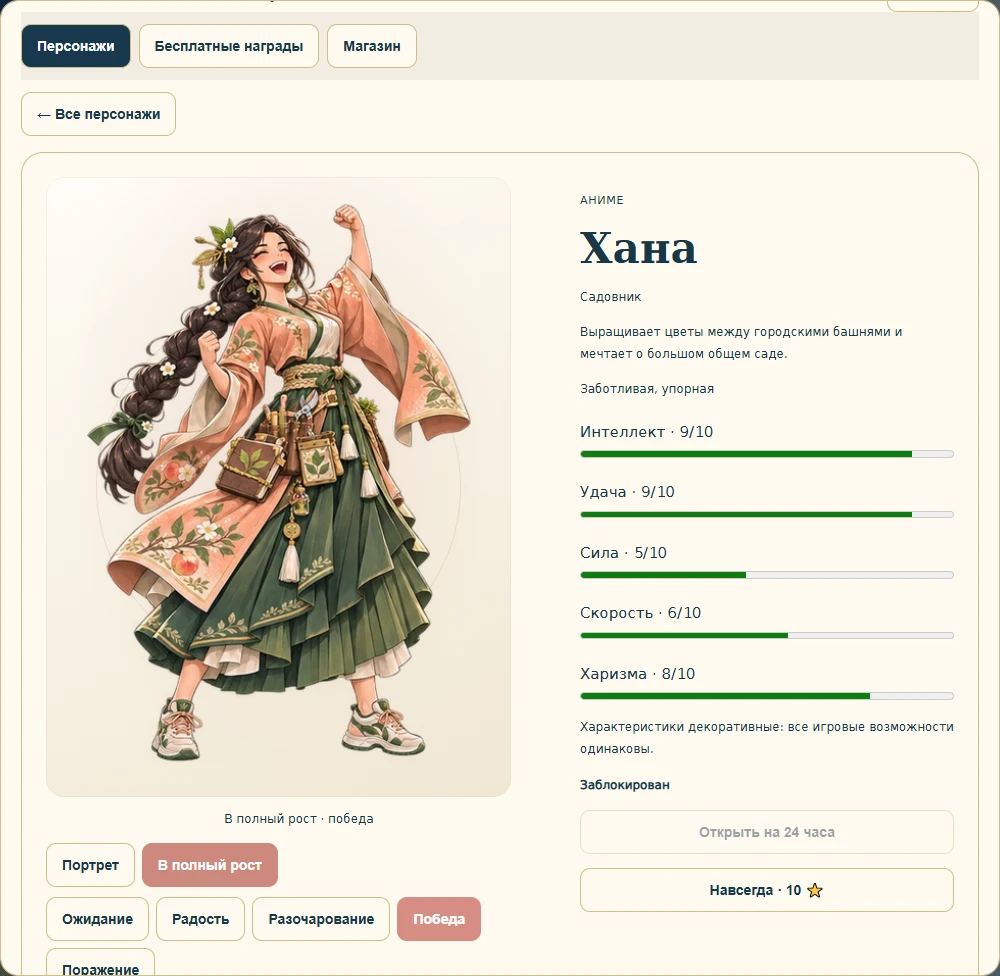 Персонажи
Бесплатные награды
Магазин
← Все персонажи
АНИМЕ
Хана
Садовник
Выращивает цветы между городскими башнями и
мечтает о большом общем саде.
Заботливая, упорная
Интеллект · 9/10
Удача · 9/10
Сила · 5/10
Скорость · 6/10
Харизма · 8/10
Характеристики декоративные: все игровые возможности
одинаковы.
Заблокирован
Открыть на 24 часа
Навсегда · 10 ⭐
В полный рост · победа
Портрет
В полный рост
Ожидание
Радость
Разочарование
Победа
Поражение